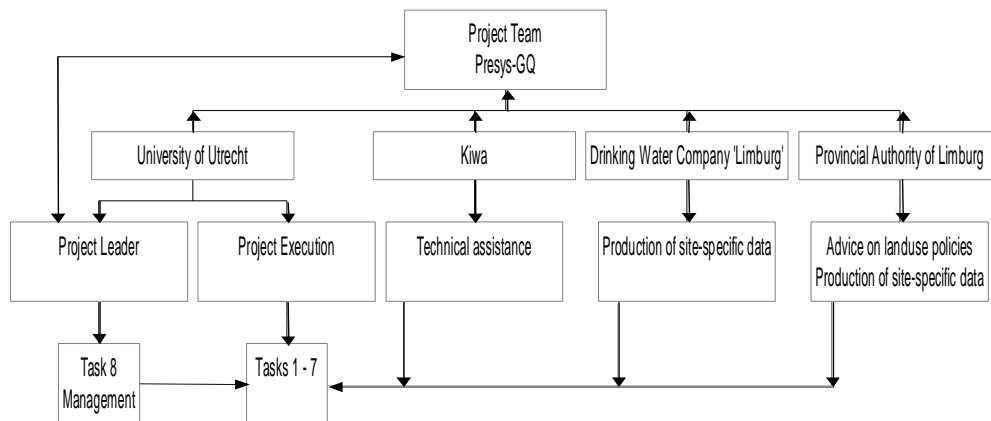 Project Team
Presys-GQ
University of Utrecht
Kiwa
Drinking Water Company 'Limburg'
Provincial Authority of Limburg
Project Leader
Project Execution
Technical assistance
Production of site-specific data
Advice on landuse policies
Production of site-specific data
Task 8
Management
Tasks 1 - 7